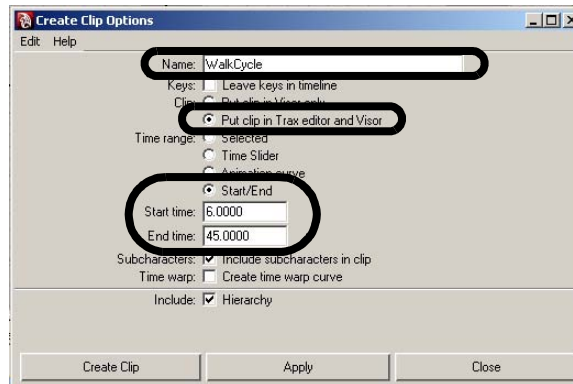 Create Clip Options
Edit Help
Name: WalkCycle
Keys: Leave keys in timeline
Clip: Put clip in Visor only
Put clip in Trax editor and Visor
Time range: Selected
Time Slider
Animation curve
Start/End
Start time: 6.0000
End time: 45.0000
Subcharacters: Include subcharacters in clip
Time warp: Create time warp curve
Include: Hierarchy
Create Clip Apply Close